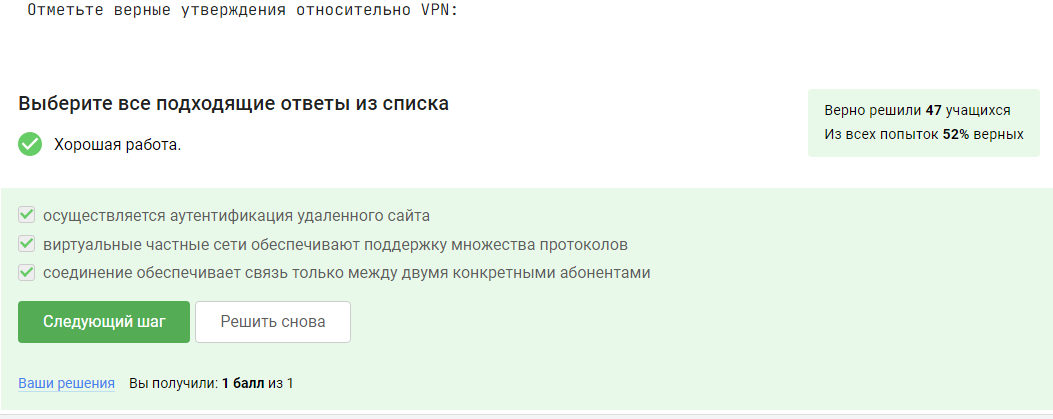 Отметьте верные утверждения относительно VPN:
Выберите все подходящие ответы из списка
Хорошая работа.
Верно решили 47 учащихся
Из всех попыток 52% верных
осуществляется аутентификация удаленного сайта
виртуальные частные сети обеспечивают поддержку множества протоколов
соединение обеспечивает связь только между двумя конкретными абонентами
Следующий шаг
Решить снова
Ваши решения Вы получили: 1 балл из 1